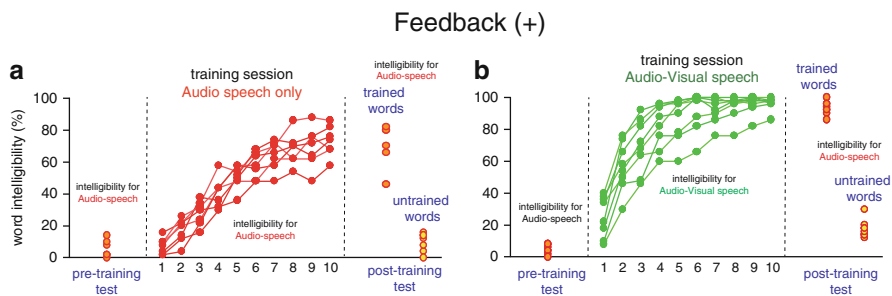 Feedback (+)
a
training session
Audio speech only
intelligibility for
Audio-speech
trained
words
word intelligibility (%)
100
80
60
40
20
0
intelligibility for
Audio-speech
intelligibility for
Audio-speech
untrained
words
pre-training
test
1 2 3 4 5 6 7 8 9 10
post-training
test
b
training session
Audio-Visual speech
trained
words
100
80
60
40
20
0
intelligibility for
Audio-speech
intelligibility for
Audio-Visual speech
intelligibility for
Audio-speech
untrained
words
pre-training
test
1 2 3 4 5 6 7 8 9 10
post-training
test